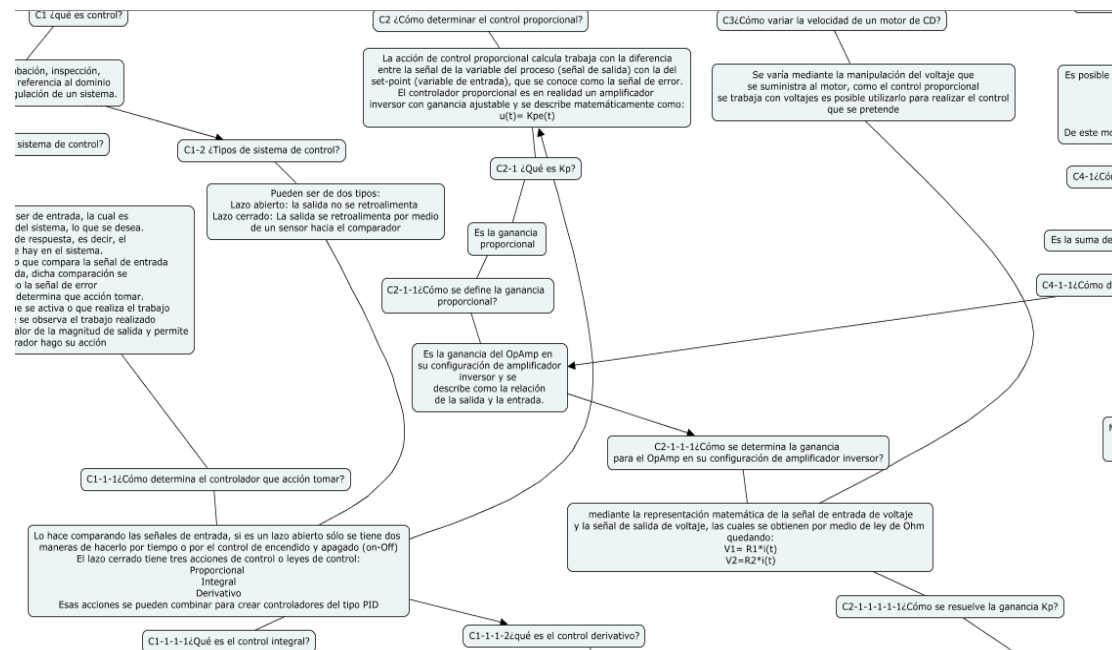 C1 ¿qué es control?
C2 ¿Cómo determinar el control proporcional?
C3¿Cómo variar la velocidad de un motor de CD?
inspección,
referencia al dominio
de un sistema.
La acción de control proporcional calcula trabaja con la diferencia
entre la señal de la variable del proceso (señal de salida) con la del
set-point (variable de entrada), que se conoce como la señal de error.
El controlador proporcional es en realidad un amplificador
inversor con ganancia ajustable y se describe matemáticamente como:
u(t)= Kpe(t)
Se varía mediante la manipulación del voltaje que
se suministra al motor, como el control proporcional
se trabaja con voltajes es posible utilizarlo para realizar el control
que se pretende
Es posible
De este
sistema de control?
C1-2 ¿Tipos de sistema de control?
C2-1 ¿Qué es Kp?
C4-1
Pueden ser de dos tipos:
Lazo abierto: la salida no se retroalimenta
Lazo cerrado: La salida se retroalimenta por medio
de un sensor hacia el comparador
ser de entrada, la cual es
del sistema, lo que se desea.
de respuesta, es decir, el
hay en el sistema.
que compara la señal de entrada
dicha comparación se
la señal de error
determina que acción tomar.
se activa o que realiza el trabajo
se observa el trabajo realizado
de la magnitud de salida y permite
hago su acción
Es la ganancia
proporcional
Es la suma de
C2-1-1¿Cómo se define la ganancia
proporcional?
C4-1-1¿Cómo
Es la ganancia del OpAmp en
su configuración de amplificador
inversor y se
describe como la relación
de la salida y la entrada.
C2-1-1-1¿Cómo se determina la ganancia
para el OpAmp en su configuración de amplificador inversor?
C1-1-1¿Cómo determina el controlador que acción tomar?
mediante la representación matemática de la señal de entrada de voltaje
y la señal de salida de voltaje, las cuales se obtienen por medio de ley de Ohm
quedando:
V1= R1*i(t)
V2=R2*i(t)
Lo hace comparando las señales de entrada, si es un lazo abierto sólo se tiene dos
maneras de hacerlo por tiempo o por el control de encendido y apagado (on-Off)
El lazo cerrado tiene tres acciones de control o leyes de control:
Proporcional
Integral
Derivativo
Esas acciones se pueden combinar para crear controladores del tipo PID
C2-1-1-1-1-1¿Cómo se resuelve la ganancia Kp?
C1-1-1-1¿Qué es el control integral?
C1-1-1-2¿qué es el control derivativo?